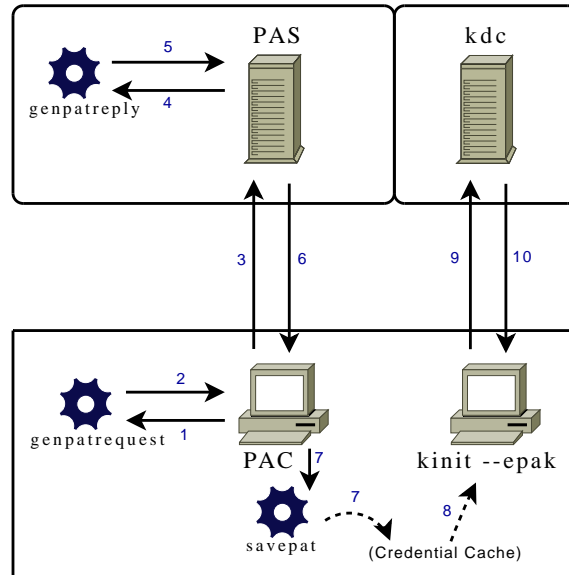 PAS
kdc
5
4
genpatreply
3
6
9
10
2
1
genpatrequest
PAC
kinit --epak
7
7
8
savepat
(Credential Cache)